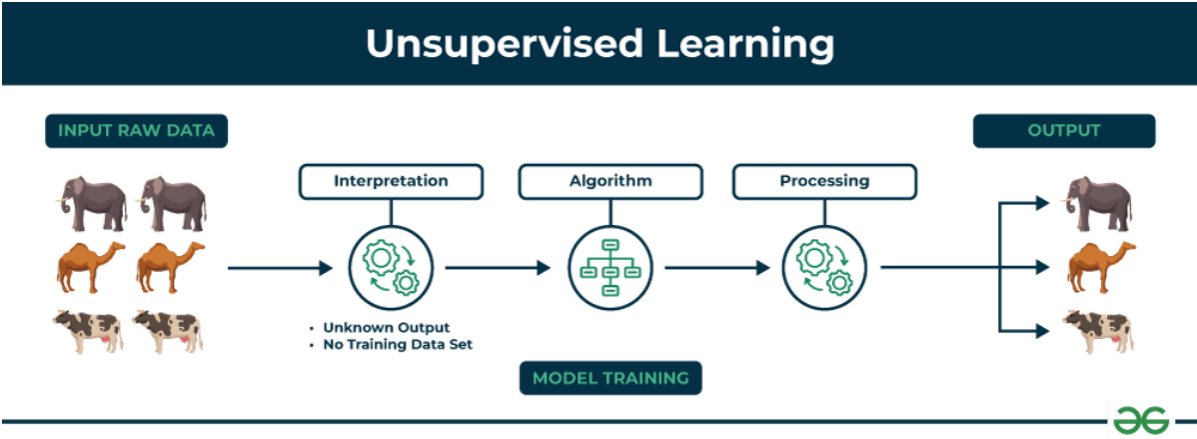 Unsupervised Learning
INPUT RAW DATA
OUTPUT
Interpretation
Algorithm
Processing
• Unknown Output
• No Training Data Set
MODEL TRAINING